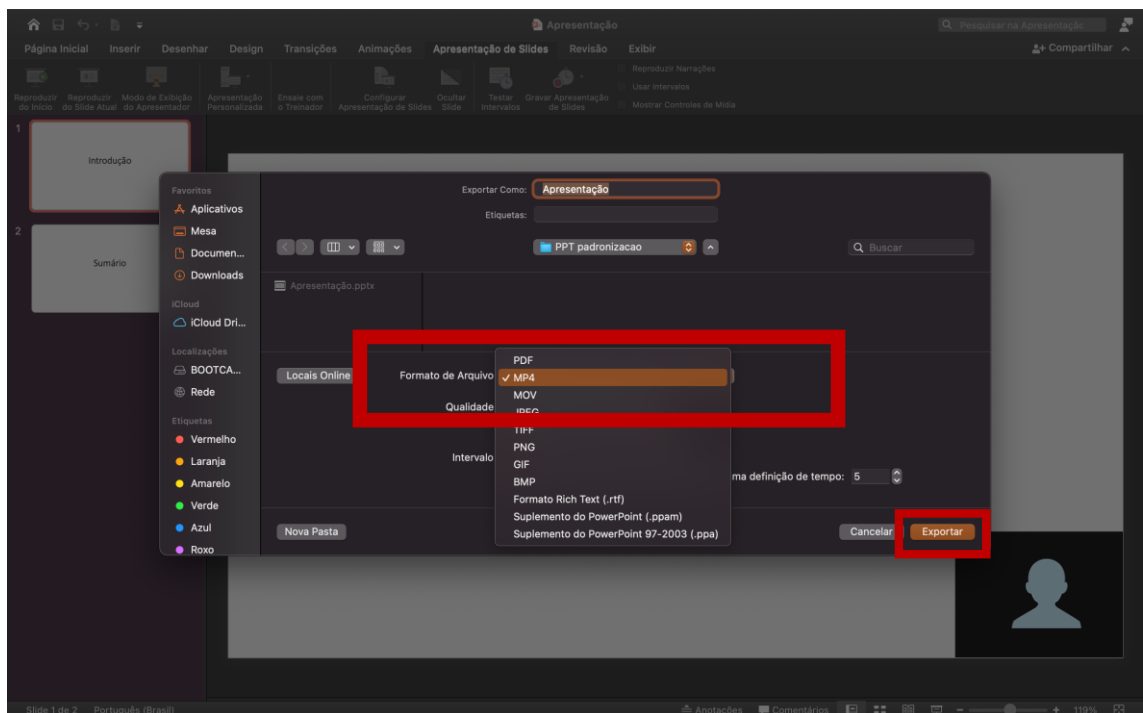 Apresentação
Pesquisar na Apresentação
Página Inicial Inserir Desenhar Design Transições Animações Apresentação de Slides Revisão Exibir
Compartilhar
Reproduzir do Início
Reproduzir do Slide Atual
Modo de Exibição do Apresentador
Apresentação Personalizada
Ensaie com o Treinador
Configurar Apresentação de Slides
Ocultar Slide
Testar Intervalos
Gravar Apresentação de Slides
Reproduzir Narrações
Usar intervalos
Mostrar Controles de Mídia
1
Introdução
2
Sumário
Favoritos
Aplicativos
Mesa
Documen...
Downloads
iCloud
iCloud Dri...
Localizações
BOOTCA...
Rede
Etiquetas
Vermelho
Laranja
Amarelo
Verde
Azul
Roxo
Exportar Como: Apresentação
Etiquetas:
PPT padronizacao
Buscar
Apresentação.pptx
Locais Online
Formato de Arquivo
Qualidade
Intervalo
PDF
MP4
MOV
JPEG
TIFF
PNG
GIF
BMP
Formato Rich Text (.rtf)
Suplemento do PowerPoint (.ppam)
Suplemento do PowerPoint 97-2003 (.ppa)
ma definição de tempo: 5
Nova Pasta
Cancelar
Exportar
Slide 1 de 2 Português (Brasil)
Anotações Comentários
119%